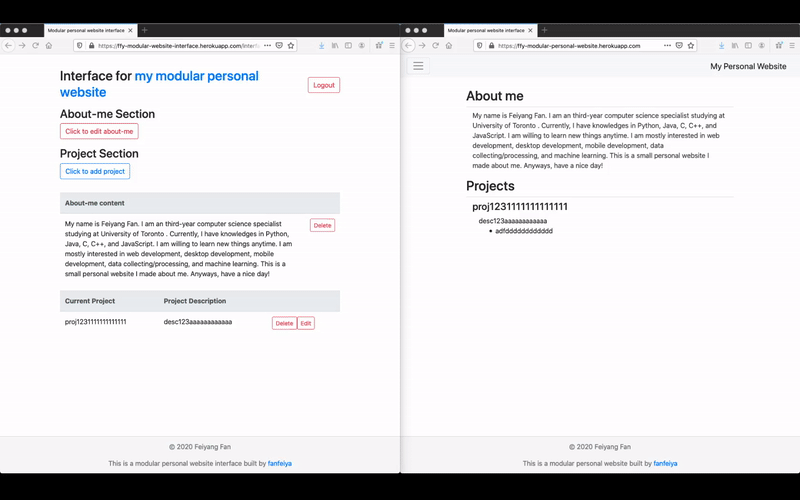 Modular personal website interface
https://ffy-modular-website-interface.herokuapp.com/interf
Interface for my modular personal
website
Logout
About-me Section
Click to edit about-me
Project Section
Click to add project
About-me content
My name is Feiyang Fan. I am an third-year computer science specialist
studying at University of Toronto . Currently, I have knowledges in Python,
Java, C, C++, and JavaScript. I am willing to learn new things anytime. I am
mostly interested in web development, desktop development, mobile
development, data collecting/processing, and machine learning. This is a
small personal website I made about me. Anyways, have a nice day!
Delete
Current Project Project Description
proj1231111111111111 desc123aaaaaaaaaaaa Delete Edit
© 2020 Feiyang Fan
This is a modular personal website interface built by fanfeiya
Modular personal website interf
https://ffy-modular-personal-website.herokuapp.com
My Personal Website
About me
My name is Feiyang Fan. I am an third-year computer science specialist studying at
University of Toronto . Currently, I have knowledges in Python, Java, C, C++, and
JavaScript. I am willing to learn new things anytime. I am mostly interested in web
development, desktop development, mobile development, data
collecting/processing, and machine learning. This is a small personal website I
made about me. Anyways, have a nice day!
Projects
proj1231111111111111
desc123aaaaaaaaaaaa
• adfdddddddddddd
© 2020 Feiyang Fan
This is a modular personal website built by fanfeiya